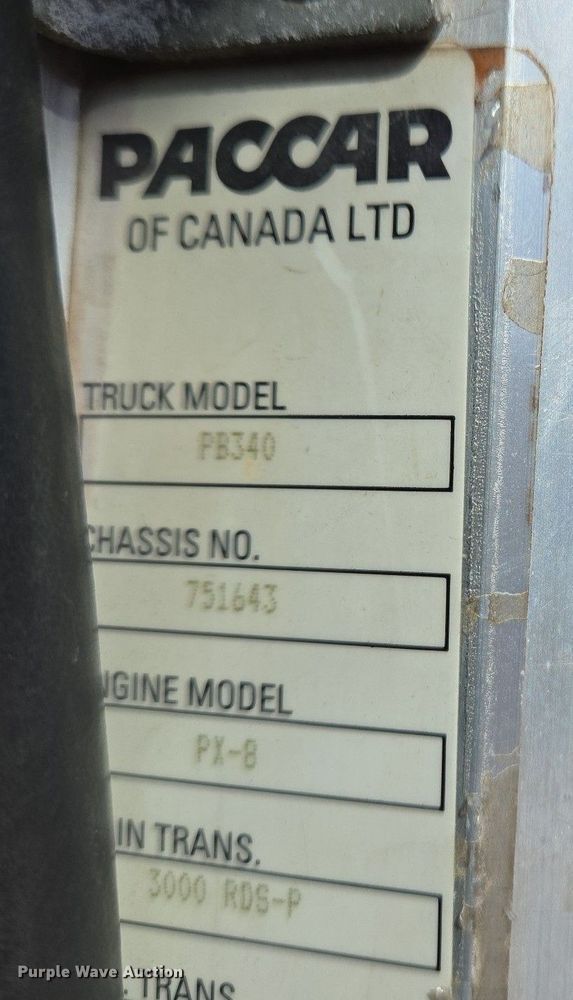 PACCAR
OF CANADA LTD
TRUCK MODEL
PB340
CHASSIS NO.
751643
NGINE MODEL
PX-8
IN TRANS.
3000 RDS-P
. TRANS
Purple Wave Auction